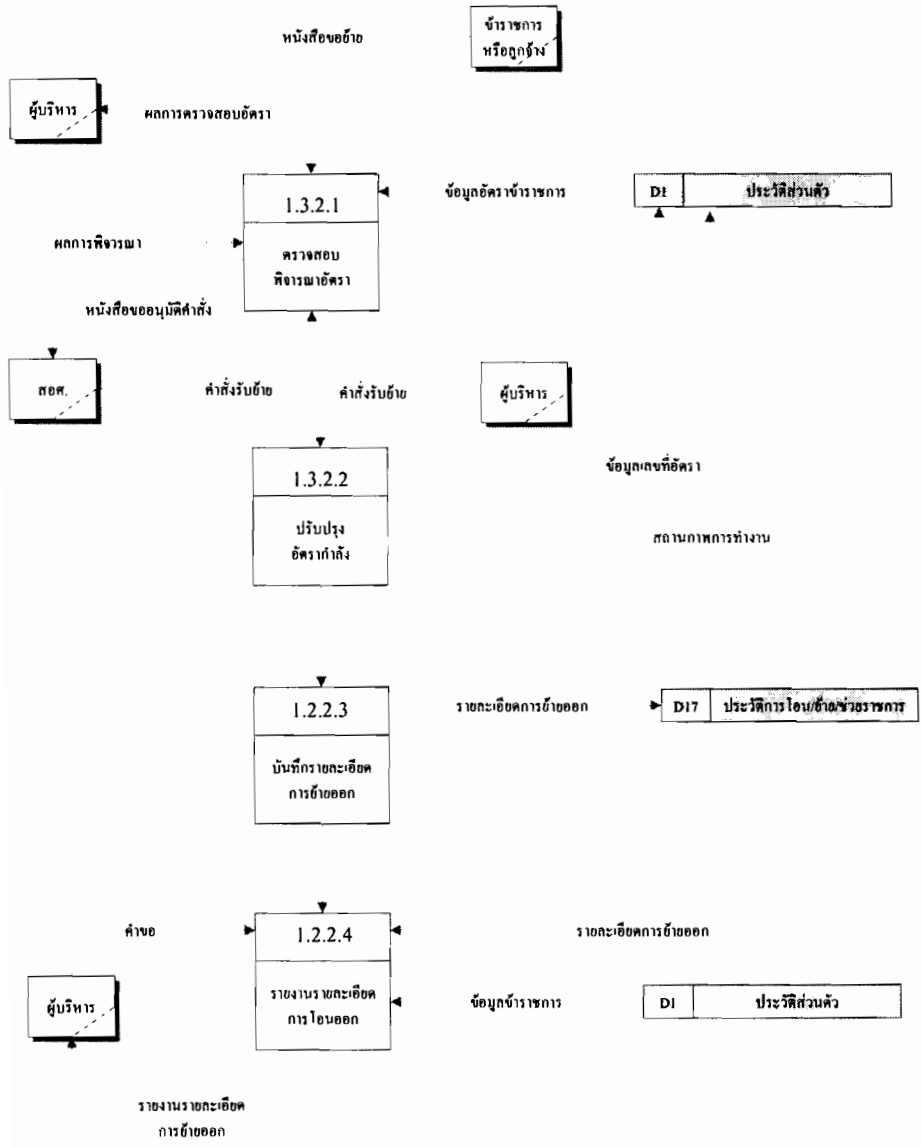 หนังสือขอย้าย
ข้าราชการ
หรือลูกจ้าง
ผู้บริหาร
ผลการตรวจสอบอัตรา
1.3.2.1
ข้อมูลอัตราข้าราชการ
D1
ประวัติส่วนตัว
ผลการพิจารณา
ตรวจสอบ
พิจารณาอัตรา
หนังสือขออนุมัติคำสั่ง
สอศ.
คำสั่งรับย้าย
คำสั่งรับย้าย
ผู้บริหาร
1.3.2.2
ข้อมูลเลขที่อัตรา
ปรับปรุง
อัตรากำลัง
สถานภาพการทำงาน
1.2.2.3
รายละเอียดการย้ายออก
D17
ประวัติการโอน/ย้าย/ช่วยราชการ
บันทึกรายละเอียด
การย้ายออก
คำขอ
1.2.2.4
รายละเอียดการย้ายออก
ผู้บริหาร
รายงานรายละเอียด
การโอนออก
ข้อมูลข้าราชการ
D1
ประวัติส่วนตัว
รายงานรายละเอียด
การย้ายออก